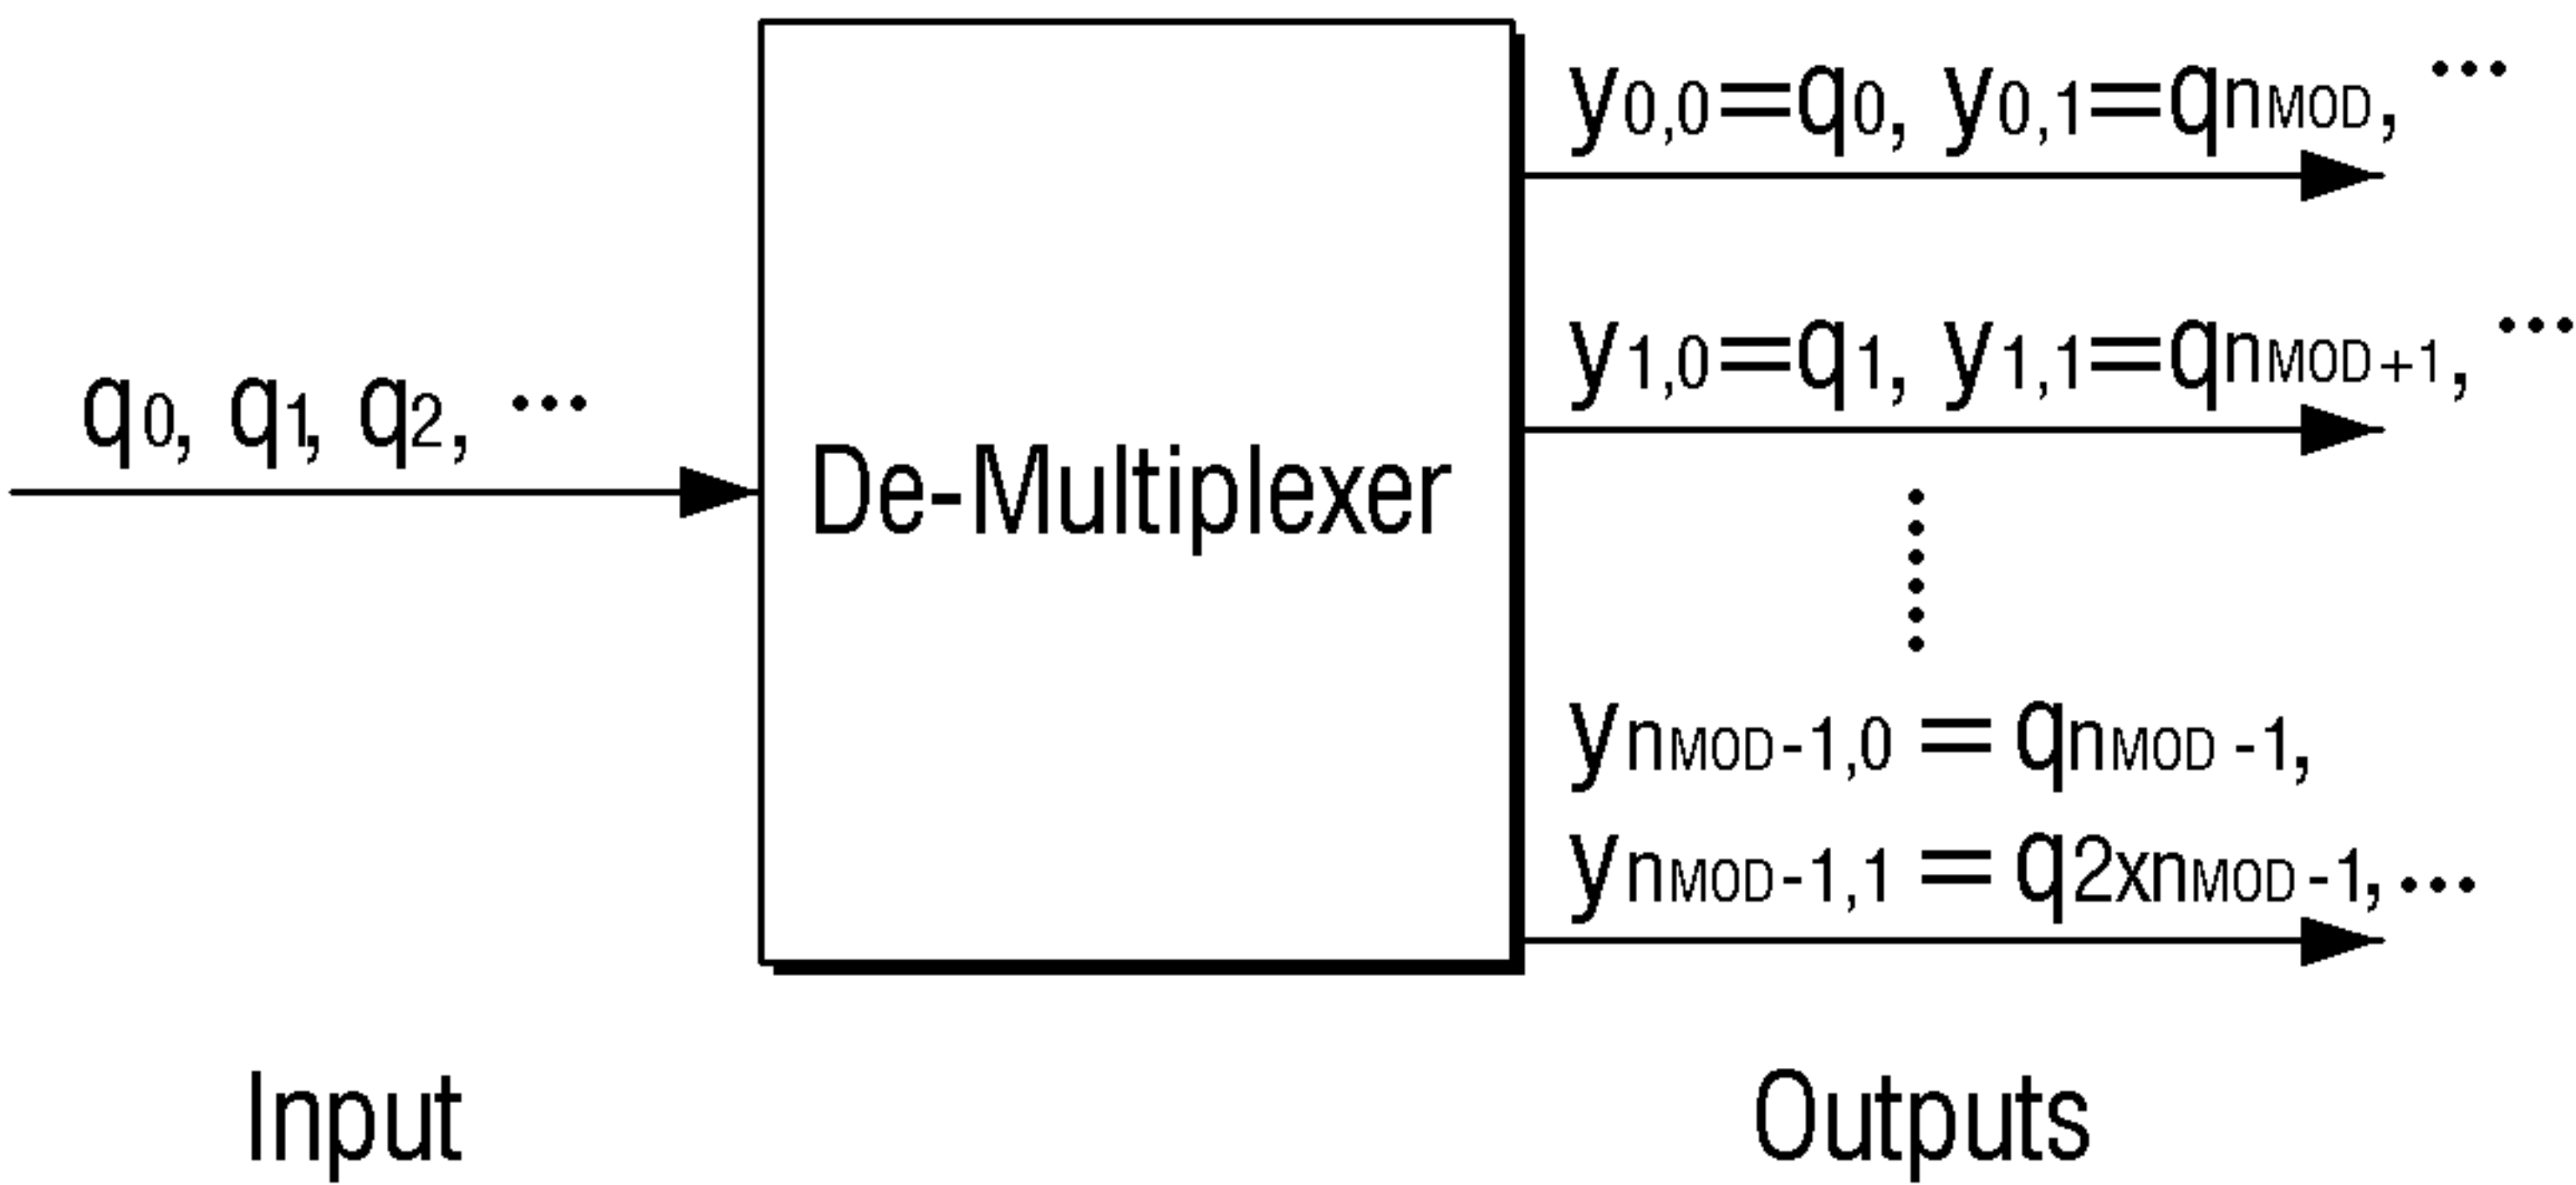 y0,0=q0, y0,1=qnMOD, ...
y1,0=q1, y1,1=qnMOD+1, ...
q0, q1, q2, ...
De-Multiplexer
ynMOD-1,0 = qnMOD -1,
ynMOD-1,1 = q2xnMOD-1, ...
Input
Outputs